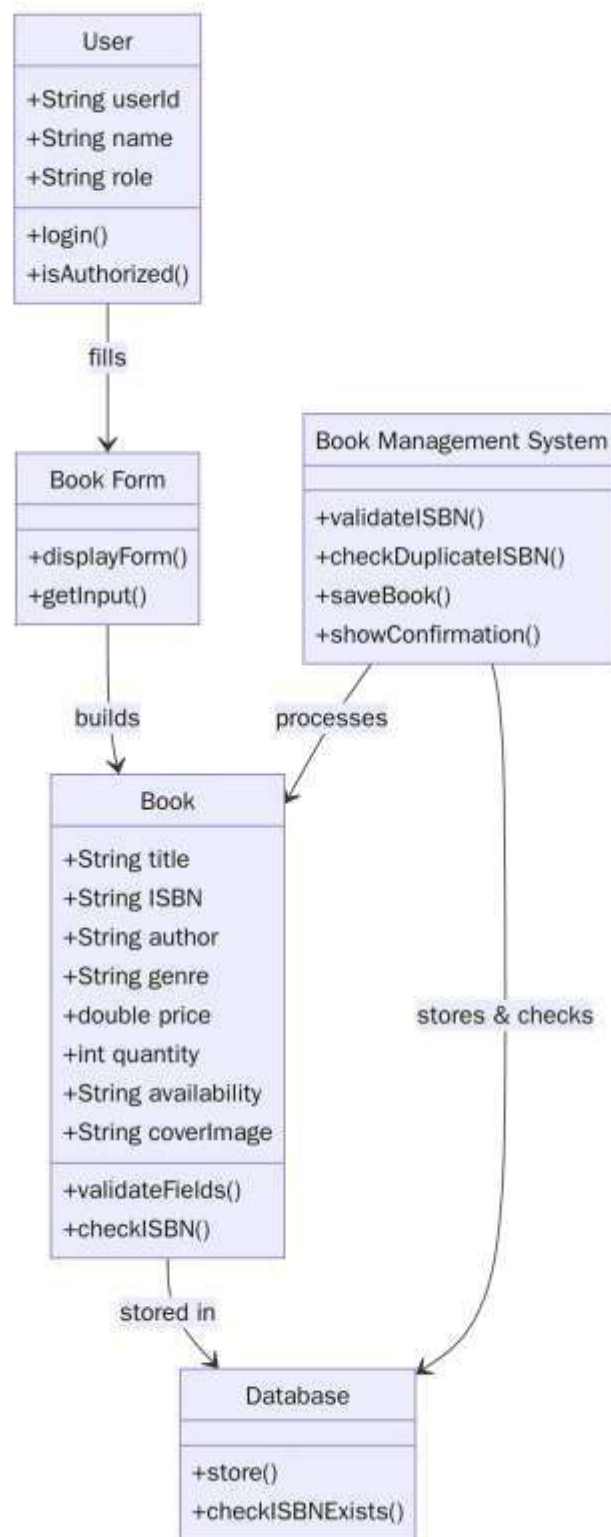 User
+String userId
+String name
+String role
+login()
+isAuthorized()
fills
Book Form
+displayForm()
+getInput()
Book Management System
+validateISBN()
+checkDuplicateISBN()
+saveBook()
+showConfirmation()
builds
processes
Book
+String title
+String ISBN
+String author
+String genre
+double price
+int quantity
+String availability
+String coverImage
+validateFields()
+checkISBN()
stores & checks
stored in
Database
+store()
+checkISBNExists()